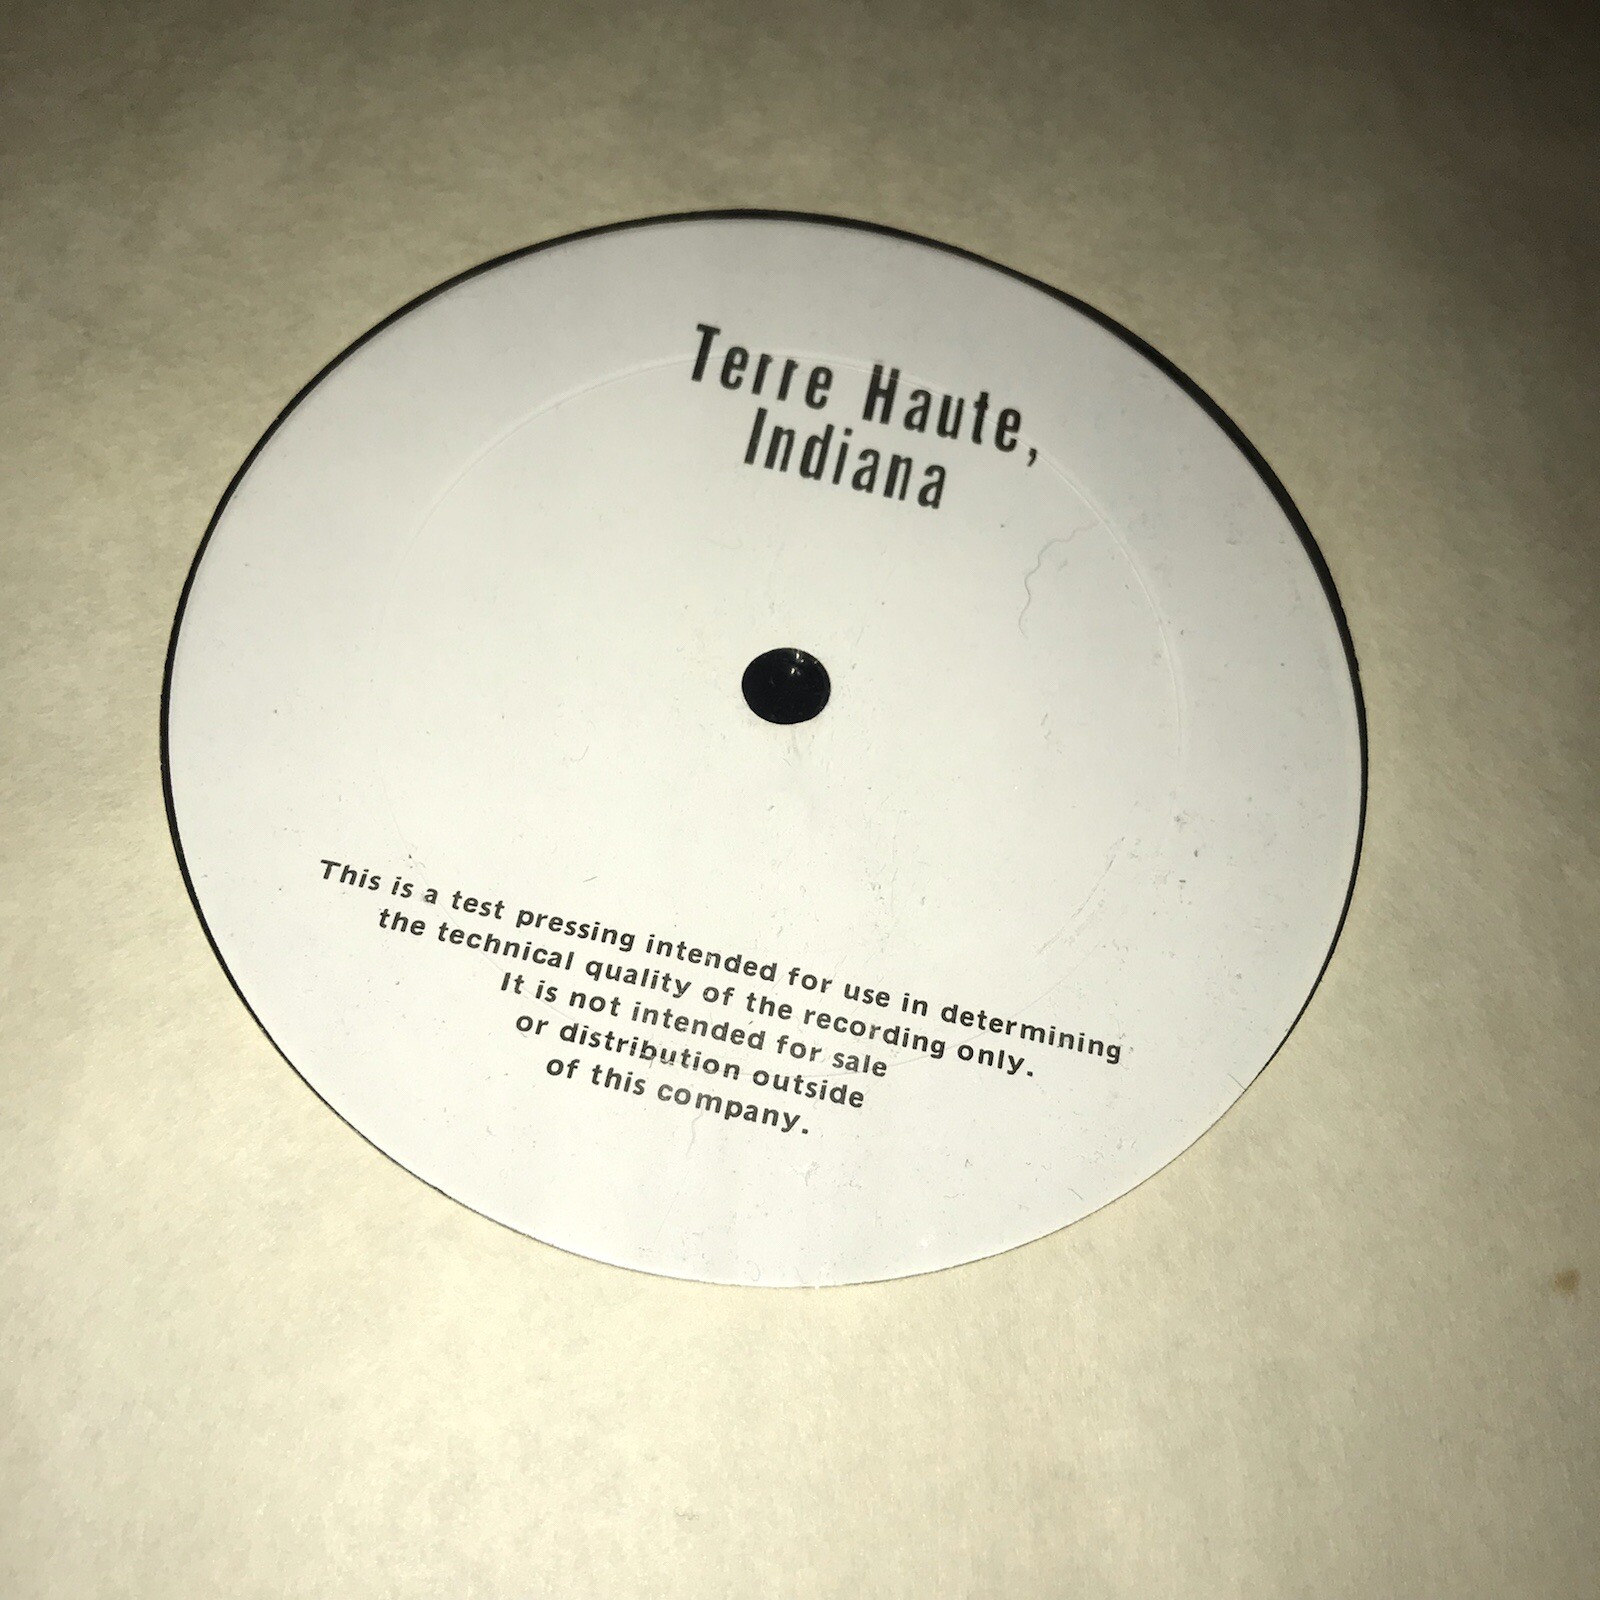 Terre Haute,
Indiana
This is a test pressing intended for use in determining
the technical quality of the recording only.
It is not intended for sale
or distribution outside
of this company.